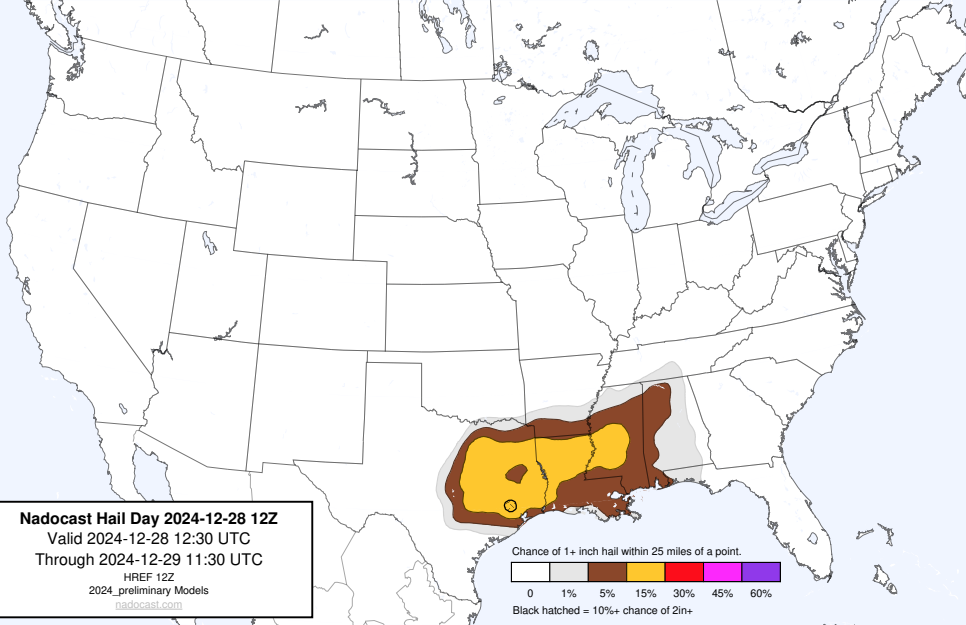 Nadocast Hail Day 2024-12-28 12Z
Valid 2024-12-28 12:30 UTC
Through 2024-12-29 11:30 UTC
HREF 12Z
2024_preliminary Models
nadocast.com
Chance of 1+ inch hail within 25 miles of a point.
0 1% 5% 15% 30% 45% 60%
Black hatched = 10%+ chance of 2in+